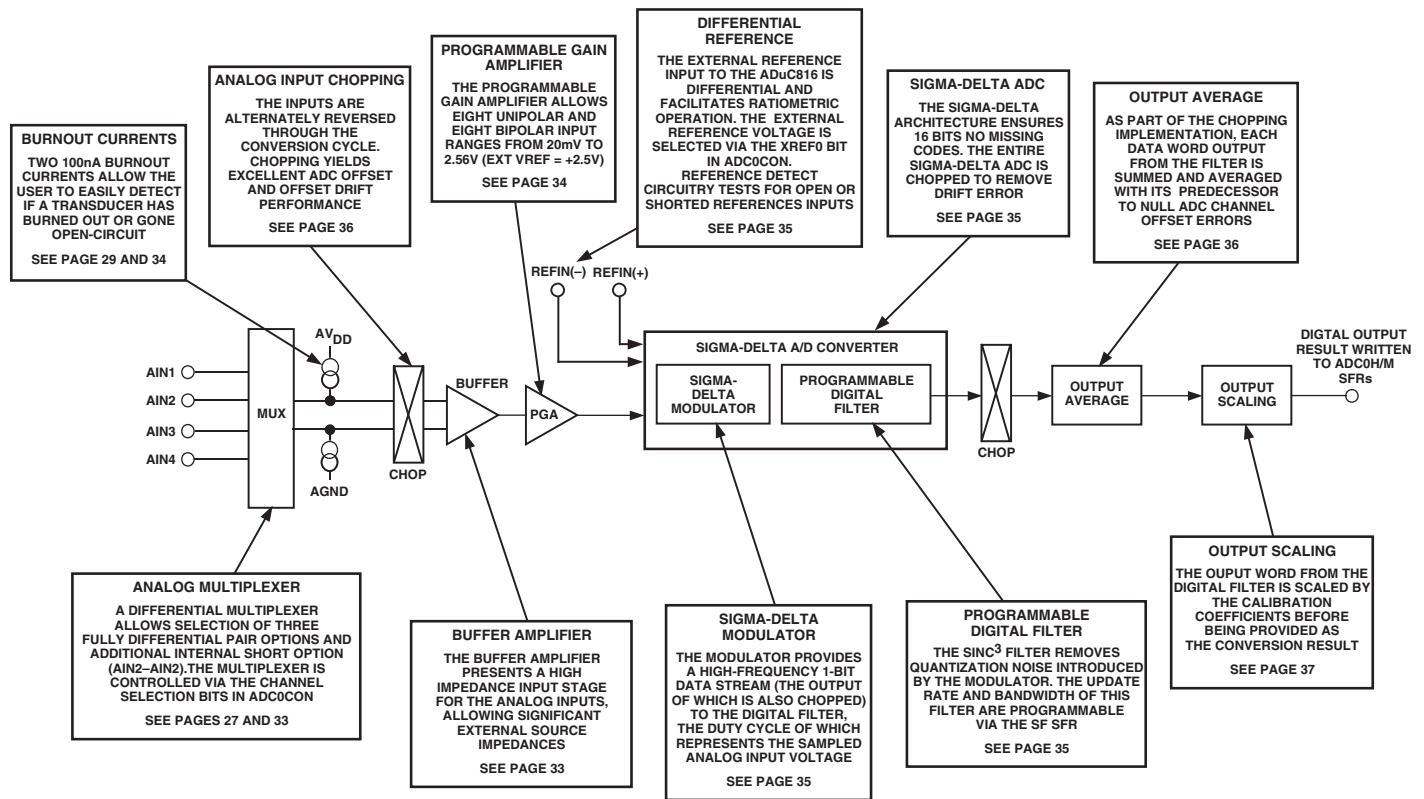 DIFFERENTIAL
REFERENCE
THE EXTERNAL REFERENCE
INPUT TO THE ADuC816 IS
DIFFERENTIAL AND
FACILITATES RATIOMETRIC
OPERATION. THE EXTERNAL
REFERENCE VOLTAGE IS
SELECTED VIA THE XREF0 BIT
IN ADC0CON.
REFERENCE DETECT
CIRCUITRY TESTS FOR OPEN OR
SHORTED REFERENCES INPUTS
SEE PAGE 35
PROGRAMMABLE GAIN
AMPLIFIER
THE PROGRAMMABLE
GAIN AMPLIFIER ALLOWS
EIGHT UNIPOLAR AND
EIGHT BIPOLAR INPUT
RANGES FROM 20mV TO
2.56V (EXT VREF = +2.5V)
SEE PAGE 34
ANALOG INPUT CHOPPING
THE INPUTS ARE
ALTERNATELY REVERSED
THROUGH THE
CONVERSION CYCLE.
CHOPPING YIELDS
EXCELLENT ADC OFFSET
AND OFFSET DRIFT
PERFORMANCE
SEE PAGE 36
SIGMA-DELTA ADC
THE SIGMA-DELTA
ARCHITECTURE ENSURES
16 BITS NO MISSING
CODES. THE ENTIRE
SIGMA-DELTA ADC IS
CHOPPED TO REMOVE
DRIFT ERROR
SEE PAGE 35
OUTPUT AVERAGE
AS PART OF THE CHOPPING
IMPLEMENTATION, EACH
DATA WORD OUTPUT
FROM THE FILTER IS
SUMMED AND AVERAGED
WITH ITS PREDECESSOR
TO NULL ADC CHANNEL
OFFSET ERRORS
SEE PAGE 36
BURNOUT CURRENTS
TWO 100nA BURNOUT
CURRENTS ALLOW THE
USER TO EASILY DETECT
IF A TRANSDUCER HAS
BURNED OUT OR GONE
OPEN-CIRCUIT
SEE PAGE 29 AND 34
REFIN(–) REFIN(+)
AVDD
AIN1
AIN2
AIN3
AIN4
MUX
AGND
CHOP
BUFFER
PGA
SIGMA-DELTA A/D CONVERTER
SIGMA-
DELTA
MODULATOR
PROGRAMMABLE
DIGITAL
FILTER
CHOP
OUTPUT
AVERAGE
OUTPUT
SCALING
DIGTAL OUTPUT
RESULT WRITTEN
TO ADC0H/M
SFRs
ANALOG MULTIPLEXER
A DIFFERENTIAL MULTIPLEXER
ALLOWS SELECTION OF THREE
FULLY DIFFERENTIAL PAIR OPTIONS AND
ADDITIONAL INTERNAL SHORT OPTION
(AIN2–AIN2).THE MULTIPLEXER IS
CONTROLLED VIA THE CHANNEL
SELECTION BITS IN ADC0CON
SEE PAGES 27 AND 33
BUFFER AMPLIFIER
THE BUFFER AMPLIFIER
PRESENTS A HIGH
IMPEDANCE INPUT STAGE
FOR THE ANALOG INPUTS,
ALLOWING SIGNIFICANT
EXTERNAL SOURCE
IMPEDANCES
SEE PAGE 33
SIGMA-DELTA
MODULATOR
THE MODULATOR PROVIDES
A HIGH-FREQUENCY 1-BIT
DATA STREAM (THE OUTPUT
OF WHICH IS ALSO CHOPPED)
TO THE DIGITAL FILTER,
THE DUTY CYCLE OF WHICH
REPRESENTS THE SAMPLED
ANALOG INPUT VOLTAGE
SEE PAGE 35
PROGRAMMABLE
DIGITAL FILTER
THE SINC³ FILTER REMOVES
QUANTIZATION NOISE INTRODUCED
BY THE MODULATOR. THE UPDATE
RATE AND BANDWIDTH OF THIS
FILTER ARE PROGRAMMABLE
VIA THE SF SFR
SEE PAGE 35
OUTPUT SCALING
THE OUPUT WORD FROM THE
DIGITAL FILTER IS SCALED BY
THE CALIBRATION
COEFFICIENTS BEFORE
BEING PROVIDED AS
THE CONVERSION RESULT
SEE PAGE 37